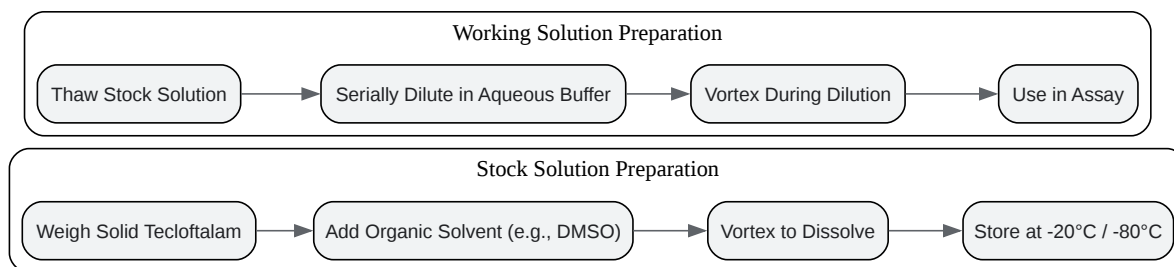 Working Solution Preparation
Thaw Stock Solution
Serially Dilute in Aqueous Buffer
Vortex During Dilution
Use in Assay
Stock Solution Preparation
Weigh Solid Tecloftalam
Add Organic Solvent (e.g., DMSO)
Vortex to Dissolve
Store at -20°C / -80°C